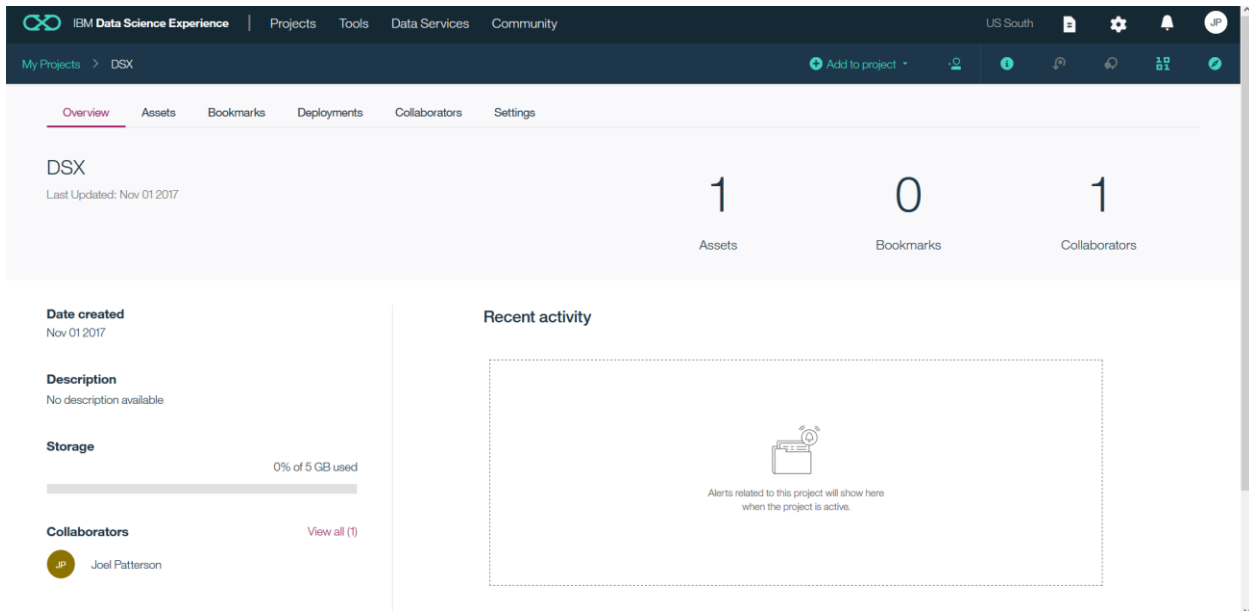 IBM Data Science Experience | Projects Tools Data Services Community US South JP
My Projects > DSX Add to project
Overview Assets Bookmarks Deployments Collaborators Settings
DSX
Last Updated: Nov 01 2017
1 0 1
Assets Bookmarks Collaborators
Date created
Nov 01 2017
Recent activity
Description
No description available
Storage
0% of 5 GB used
Alerts related to this project will show here
when the project is active.
Collaborators View all (1)
JP Joel Patterson